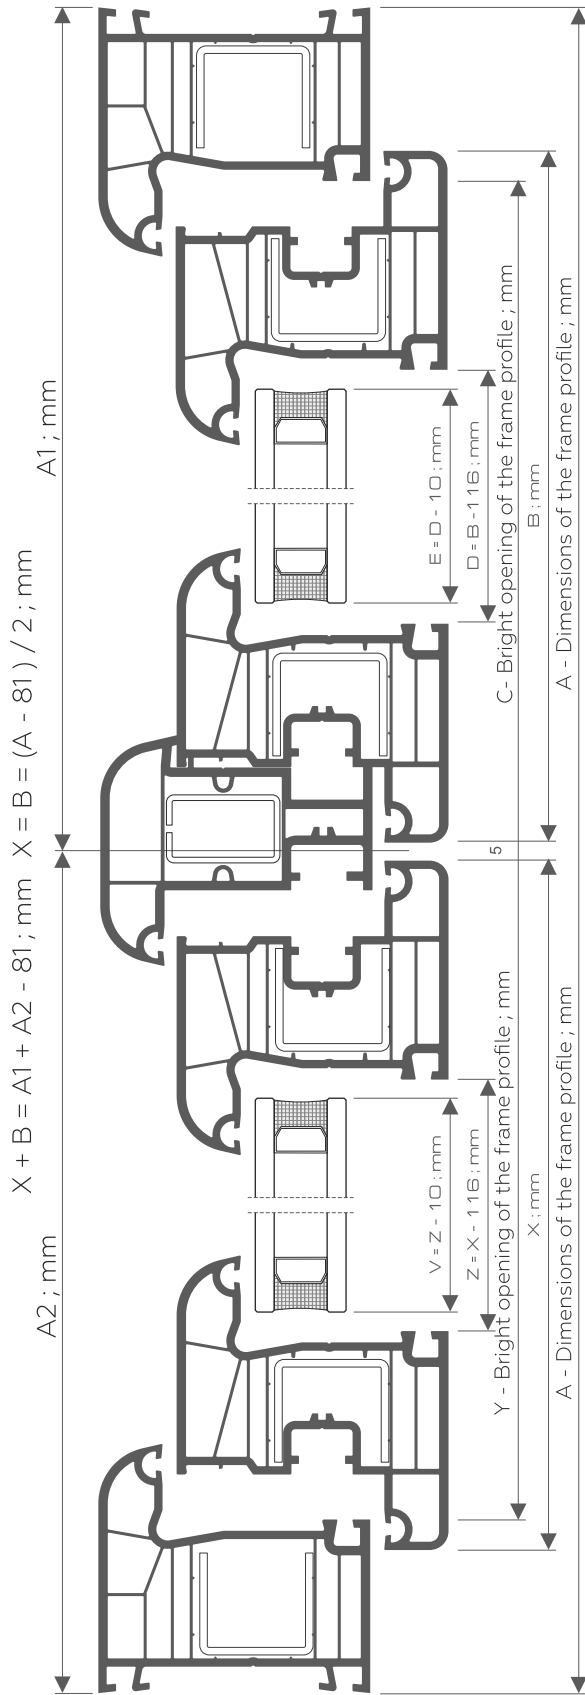 X + B = A1 + A2 - 81 ; mm X = B = (A - 81 ) / 2 ; mm
A2 ; mm
A1 ; mm
V = Z - 10 ; mm
E = D - 10 ; mm
Z = X - 116 ; mm
D = B - 116 ; mm
Y - Bright opening of the frame profile ; mm
5
C- Bright opening of the frame profile ; mm
X ; mm
B ; mm
A - Dimensions of the frame profile ; mm
A - Dimensions of the frame profile ; mm